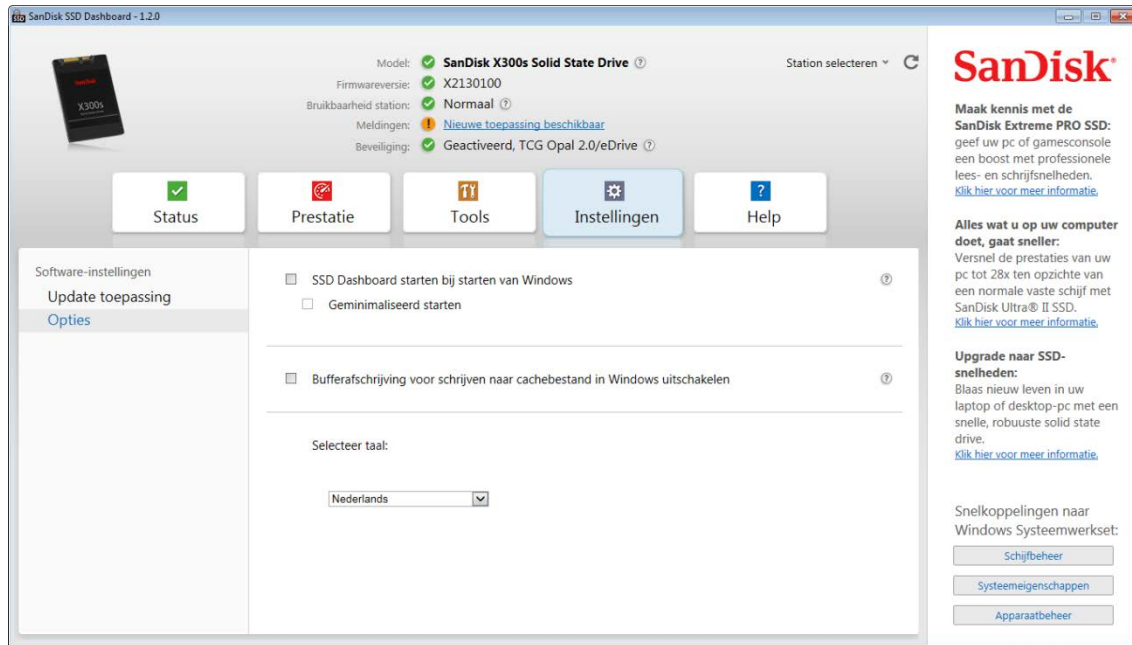 SanDisk SSD Dashboard - 1.2.0
SanDisk
X300s
Model: SanDisk X300s Solid State Drive
Station selecteren
Firmwareversie: X2130100
Bruikbaarheid station: Normaal
Meldingen: Nieuwe toepassing beschikbaar
Beveiliging: Geactiveerd, TCG Opal 2.0/eDrive
Status
Prestatie
Tools
Instellingen
Help
Software-instellingen
Update toepassing
Opties
SSD Dashboard starten bij starten van Windows
Geminimaliseerd starten
Bufferafschrijving voor schrijven naar cachebestand in Windows uitschakelen
Selecteer taal:
Nederlands
SanDisk
Maak kennis met de
SanDisk Extreme PRO SSD:
geef uw pc of gamesconsole
een boost met professionele
lees- en schrijfsnelheden.
Klik hier voor meer informatie.
Alles wat u op uw computer
doet, gaat sneller:
Versnel de prestaties van uw
pc tot 28x ten opzichte van
een normale vaste schijf met
SanDisk Ultra® II SSD.
Klik hier voor meer informatie.
Upgrade naar SSD-
snelheden:
Blaas nieuw leven in uw
laptop of desktop-pc met een
snelle, robuuste solid state
drive.
Klik hier voor meer informatie.
Snelkoppelingen naar
Windows Systeemwerkset:
Schijfbeheer
Systeemeigenschappen
Apparaatbeheer